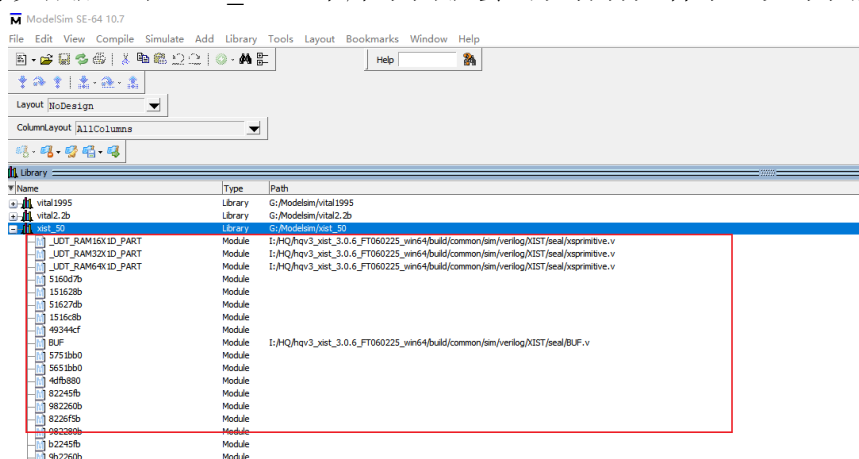 ModelSim SE-64 10.7
File Edit View Compile Simulate Add Library Tools Layout Bookmarks Window Help
Help
Layout NoDesign
ColumnLayout AllColumns
Library
Name Type Path
vital1995 Library G:/Modelsim/vital1995
vital2.2b Library G:/Modelsim/vital2.2b
xist_50 Library G:/Modelsim/xist_50
_UDT_RAM16X1D_PART Module I:/HQ/hqv3_xist_3.0.6_FT060225_win64/build/common/sim/verilog/XIST/seal/xsprimitive.v
_UDT_RAM32X1D_PART Module I:/HQ/hqv3_xist_3.0.6_FT060225_win64/build/common/sim/verilog/XIST/seal/xsprimitive.v
_UDT_RAM64X1D_PART Module I:/HQ/hqv3_xist_3.0.6_FT060225_win64/build/common/sim/verilog/XIST/seal/xsprimitive.v
5160d7b Module
151628b Module
51627db Module
1516c8b Module
49344cf Module
BUF Module I:/HQ/hqv3_xist_3.0.6_FT060225_win64/build/common/sim/verilog/XIST/seal/BUF.v
5751bb0 Module
5651bb0 Module
4dfb880 Module
82245fb Module
982260b Module
8226f5b Module
982280b Module
b2245fb Module
9b2260b Module